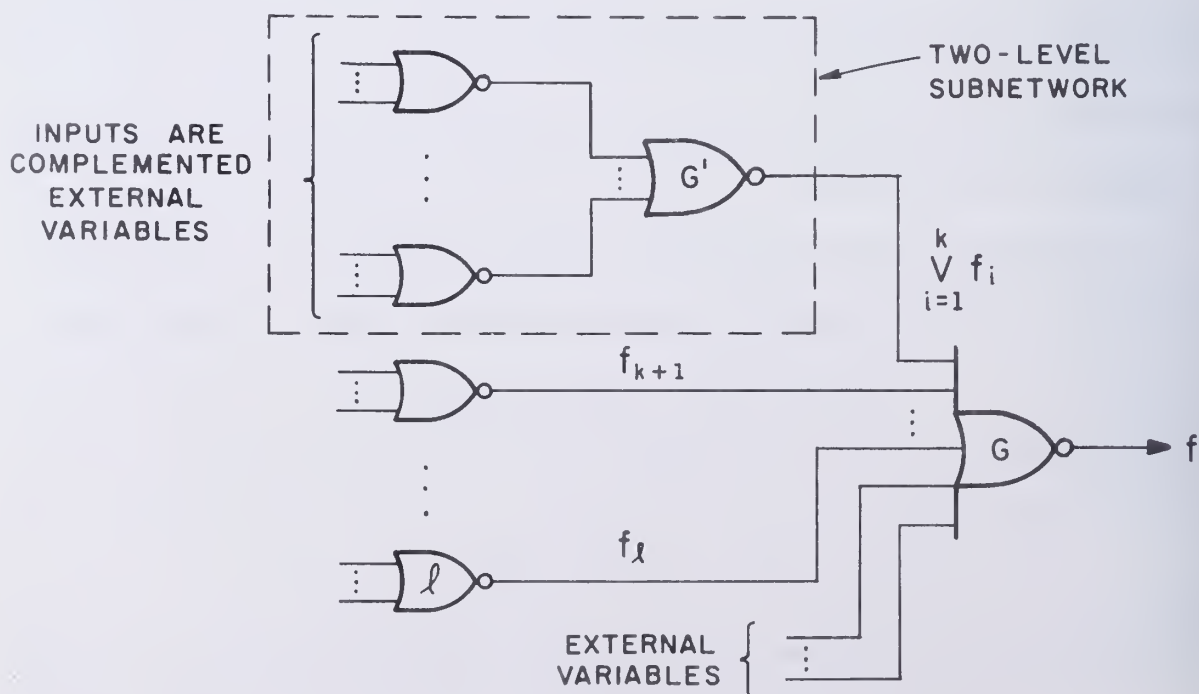 TWO-LEVEL
SUBNETWORK
INPUTS ARE
COMPLEMENTED
EXTERNAL
VARIABLES
G'
k
V f_i
i=1
f_{k+1}
G
f
f_ℓ
ℓ
EXTERNAL
VARIABLES